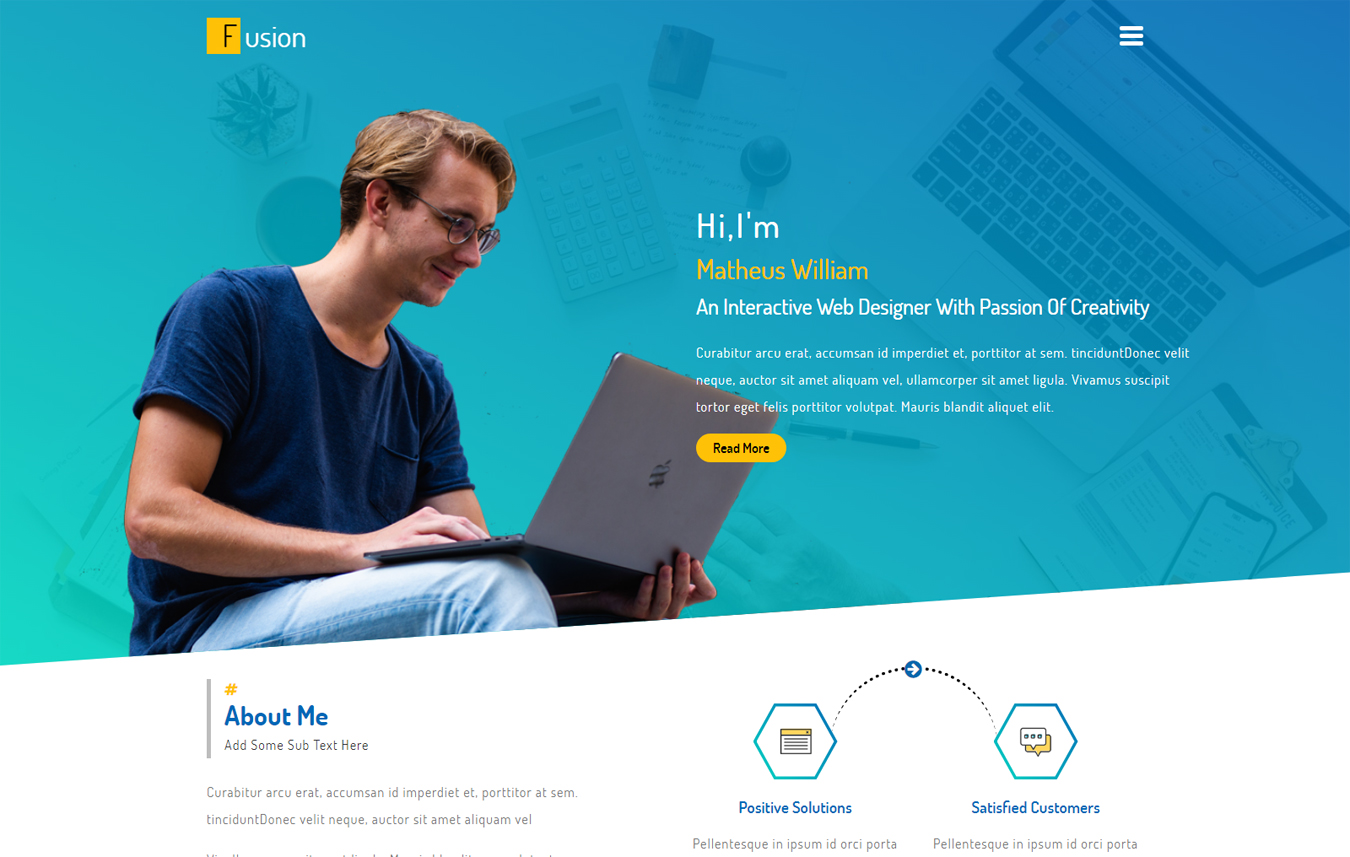 Fusion
Hi,I'm
Matheus William
An Interactive Web Designer With Passion Of Creativity
Curabitur arcu erat, accumsan id imperdiet et, porttitor at sem. tinciduntDonec velit
neque, auctor sit amet aliquam vel, ullamcorper sit amet ligula. Vivamus suscipit
tortor eget felis porttitor volutpat. Mauris blandit aliquet elit.
Read More
INVOICE
#
About Me
Add Some Sub Text Here
Curabitur arcu erat, accumsan id imperdiet et, porttitor at sem.
tinciduntDonec velit neque, auctor sit amet aliquam vel
Positive Solutions
Satisfied Customers
Pellentesque in ipsum id orci porta
Pellentesque in ipsum id orci porta